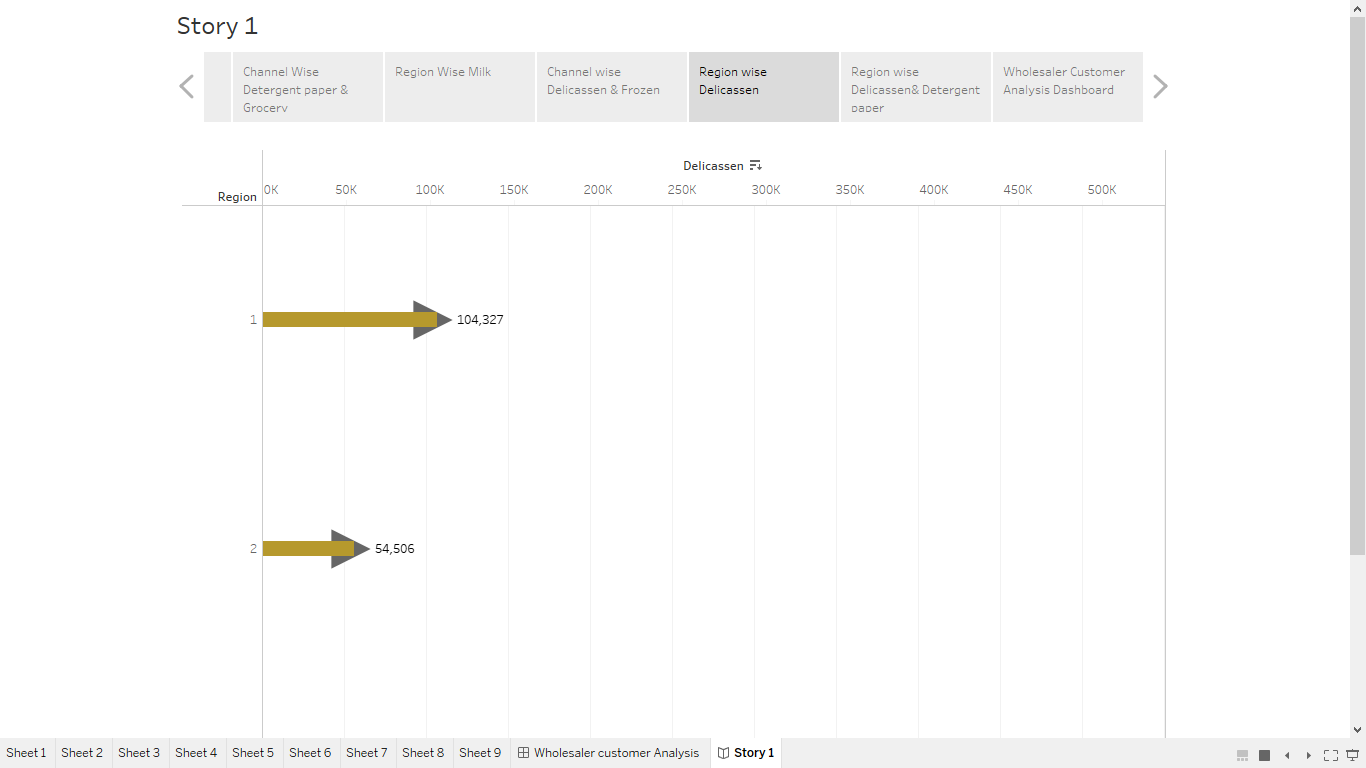 Story 1
Channel Wise
Detergent paper &
Grocery
Region Wise Milk
Channel wise
Delicassen & Frozen
Region wise
Delicassen
Region wise
Delicassen& Detergent
paper
Wholesaler Customer
Analysis Dashboard
Delicassen
Region
0K 50K 100K 150K 200K 250K 300K 350K 400K 450K 500K
1 104,327
2 54,506
Sheet 1 Sheet 2 Sheet 3 Sheet 4 Sheet 5 Sheet 6 Sheet 7 Sheet 8 Sheet 9 Wholesaler customer Analysis Story 1